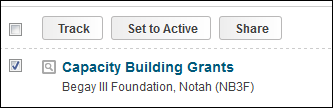 Track Set to Active Share
Capacity Building Grants
Begay III Foundation, Notah (NB3F)